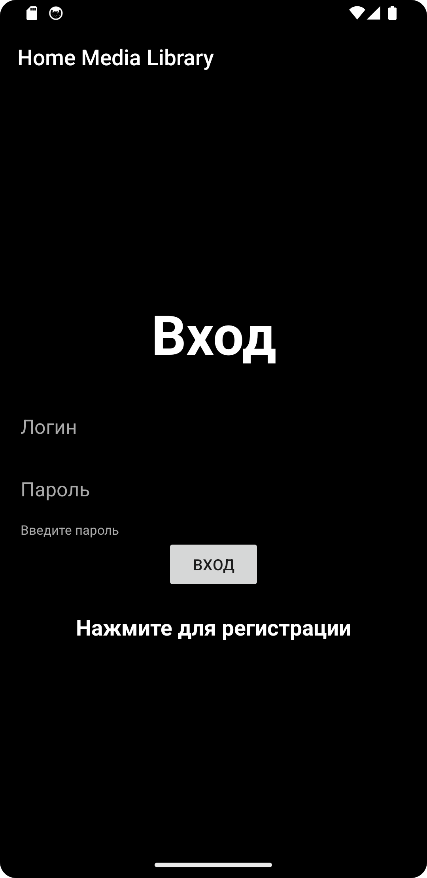 Home Media Library
Вход
Логин
Пароль
Введите пароль
ВХОД
Нажмите для регистрации